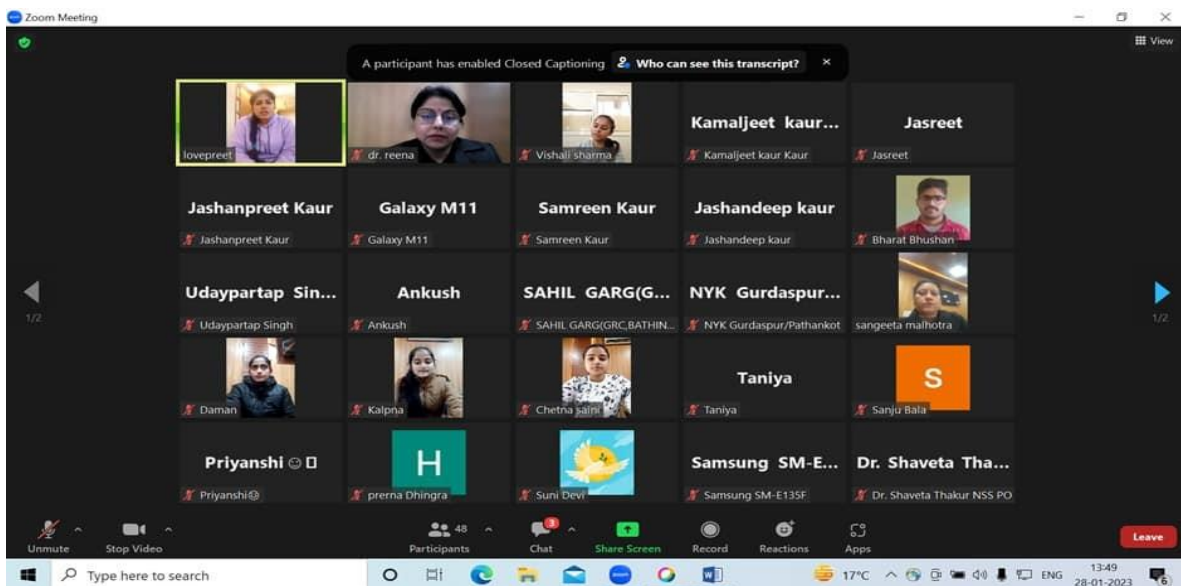 Zoom Meeting
View
A participant has enabled Closed Captioning Who can see this transcript?
lovepreet
dr. reena
Vishali sharma
Kamaljeet kaur...
Kamaljeet kaur Kaur
Jasreet
Jasreet
Jashanpreet Kaur
Jashanpreet Kaur
Galaxy M11
Galaxy M11
Samreen Kaur
Samreen Kaur
Jashandeep kaur
Jashandeep kaur
Bharat Bhushan
Udaypartap Sin...
Udaypartap Singh
Ankush
Ankush
SAHIL GARG(G...
SAHIL GARG(GRC,BATHIN...
NYK Gurdaspur...
NYK Gurdaspur/Pathankot
sangeeta malhotra
1/2
1/2
Daman
Kalpna
Chetna saini
Taniya
Taniya
S
Sanju Bala
Priyanshi☺
Priyanshi☺
H
prerna Dhingra
Suni Devi
Samsung SM-E...
Samsung SM-E135F
Dr. Shaveta Tha...
Dr. Shaveta Thakur NSS PO
Unmute
Stop Video
48
Participants
3
Chat
Share Screen
Record
Reactions
Apps
Leave
Type here to search
zoom
W
17°C
ENG
13:49
28-01-2023
6